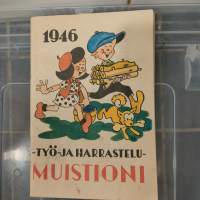 1946
-TYÖ-JA HARRASTELU-
MUISTIONI